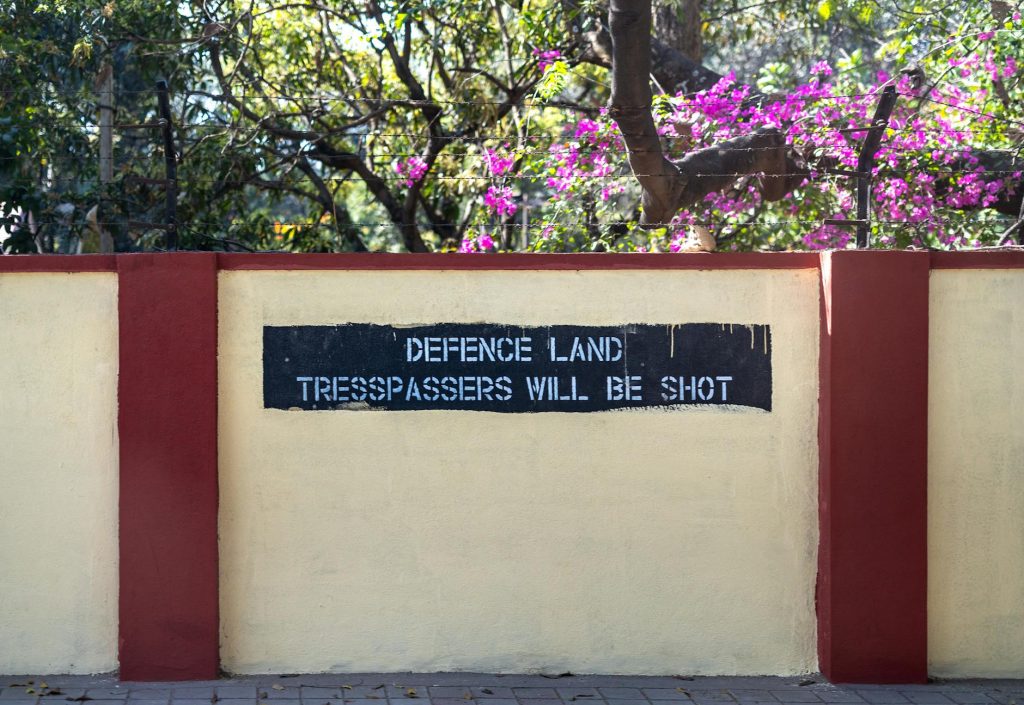 DEFENCE LAND
TRESSPASSERS WILL BE SHOT